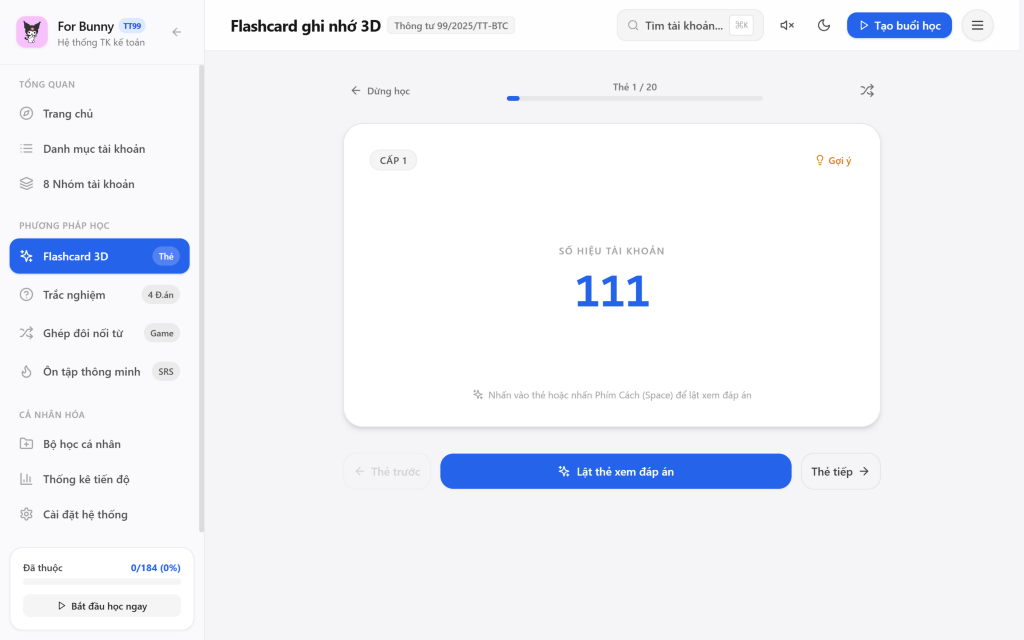 For Bunny TT99
Hệ thống TK kế toán
TỔNG QUAN
Trang chủ
Danh mục tài khoản
8 Nhóm tài khoản
PHƯƠNG PHÁP HỌC
Flashcard 3D Thẻ
Trắc nghiệm 4 Đ.án
Ghép đôi nối từ Game
Ôn tập thông minh SRS
CÁ NHÂN HÓA
Bộ học cá nhân
Thống kê tiến độ
Cài đặt hệ thống
Đã thuộc 0/184 (0%)
Bắt đầu học ngay
Flashcard ghi nhớ 3D Thông tư 99/2025/TT-BTC
Tìm tài khoản... ⌘K
Tạo buổi học
Dừng học
Thẻ 1 / 20
CẤP 1
Gợi ý
SỐ HIỆU TÀI KHOẢN
111
Nhấn vào thẻ hoặc nhấn Phím Cách (Space) để lật xem đáp án
Thẻ trước
Lật thẻ xem đáp án
Thẻ tiếp